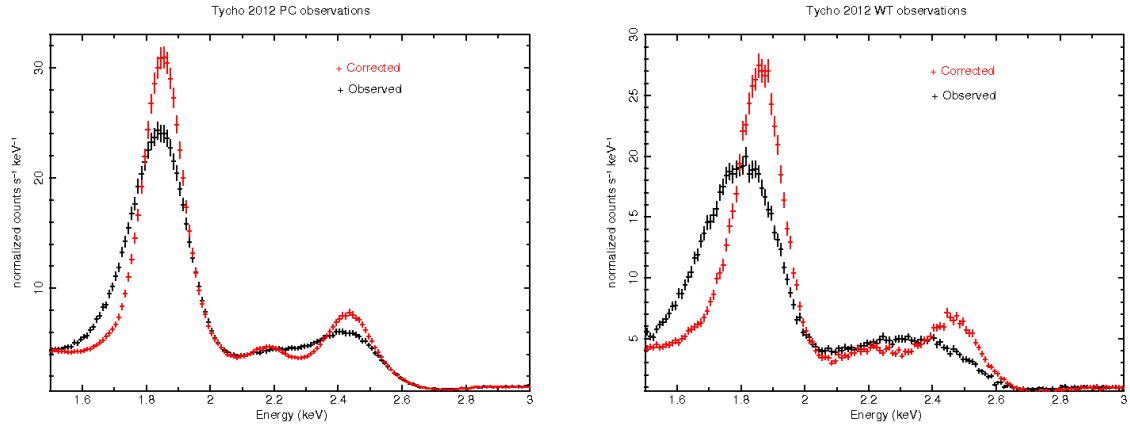 Tycho 2012 PC observations
30
20
10
normalized counts s⁻¹ keV⁻¹
+ Corrected
+ Observed
1.6 1.8 2 2.2 2.4 2.6 2.8 3
Energy (keV)
Tycho 2012 WT observations
30
25
20
15
10
5
normalized counts s⁻¹ keV⁻¹
+ Corrected
+ Observed
1.6 1.8 2 2.2 2.4 2.6 2.8 3
Energy (keV)